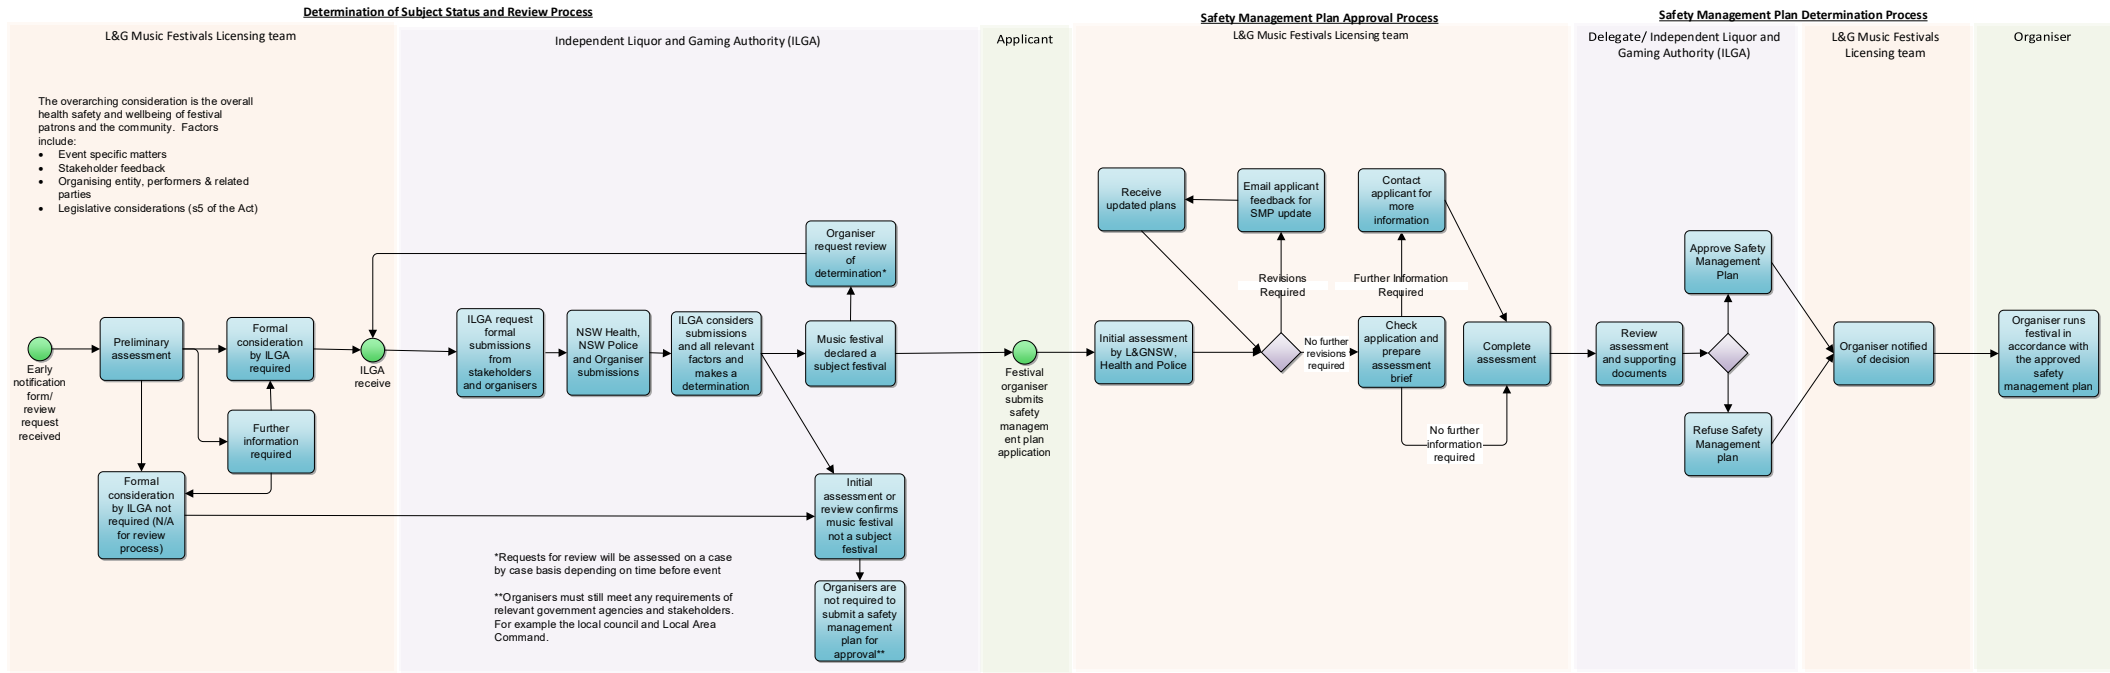 Determination of Subject Status and Review Process
L&G Music Festivals Licensing team
The overarching consideration is the overall
health safety and wellbeing of festival
patrons and the community.  Factors
include:
• Event specific matters
• Stakeholder feedback
• Organising entity, performers & related
parties
• Legislative considerations (s5 of the Act)
Early
notification
form/
review
request
received
Preliminary
assessment
Formal
consideration
by ILGA
required
Further
information
required
Formal
consideration
by ILGA not
required (N/A
for review
process)
ILGA
receive
Independent Liquor and Gaming Authority (ILGA)
ILGA request
formal
submissions
from
stakeholders
and organisers
NSW Health,
NSW Police
and Organiser
submissions
ILGA considers
submissions
and all relevant
factors and
makes a
determination
Organiser
request review
of
determination*
Music festival
declared a
subject festival
Initial
assessment or
review confirms
music festival
not a subject
festival
Organisers are
not required to
submit a safety
management
plan for
approval**
*Requests for review will be assessed on a case
by case basis depending on time before event
**Organisers must still meet any requirements of
relevant government agencies and stakeholders.
For example the local council and Local Area
Command.
Applicant
Festival
organiser
submits
safety
managem
ent plan
application
Safety Management Plan Approval Process
L&G Music Festivals Licensing team
Receive
updated plans
Email applicant
feedback for
SMP update
Contact
applicant for
more
information
Revisions
Required
Further Information
Required
Initial assessment
by L&GNSW,
Health and Police
No further
revisions
required
Check
application and
prepare
assessment
brief
Complete
assessment
No further
information
required
Safety Management Plan Determination Process
Delegate/ Independent Liquor and
Gaming Authority (ILGA)
Review
assessment
and supporting
documents
Approve Safety
Management
Plan
Refuse Safety
Management
plan
L&G Music Festivals
Licensing team
Organiser notified
of decision
Organiser
Organiser runs
festival in
accordance with
the approved
safety
management plan